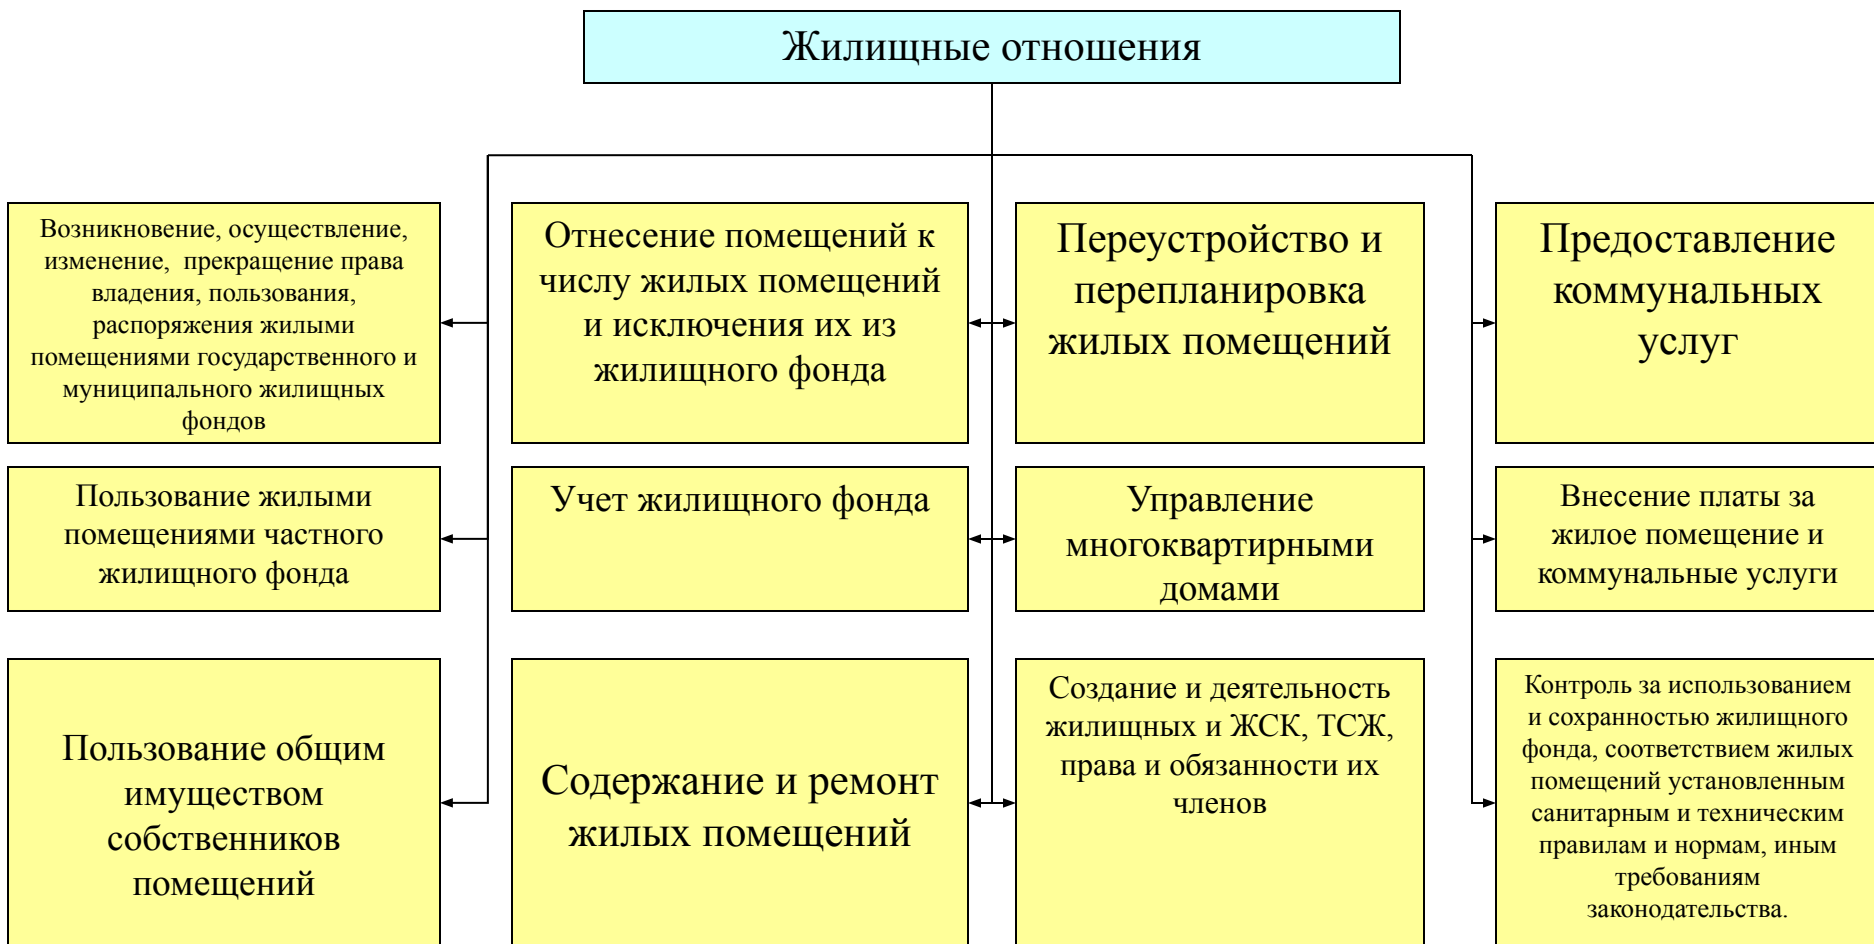 Жилищные отношения
Возникновение, осуществление,
изменение, прекращение права
владения, пользования,
распоряжения жилыми
помещениями государственного и
муниципального жилищных
фондов
Отнесение помещений к
числу жилых помещений
и исключения их из
жилищного фонда
Переустройство и
перепланировка
жилых помещений
Предоставление
коммунальных
услуг
Пользование жилыми
помещениями частного
жилищного фонда
Учет жилищного фонда
Управление
многоквартирными
домами
Внесение платы за
жилое помещение и
коммунальные услуги
Пользование общим
имуществом
собственников
помещений
Содержание и ремонт
жилых помещений
Создание и деятельность
жилищных и ЖСК, ТСЖ,
права и обязанности их
членов
Контроль за использованием
и сохранностью жилищного
фонда, соответствием жилых
помещений установленным
санитарным и техническим
правилам и нормам, иным
требованиям
законодательства.